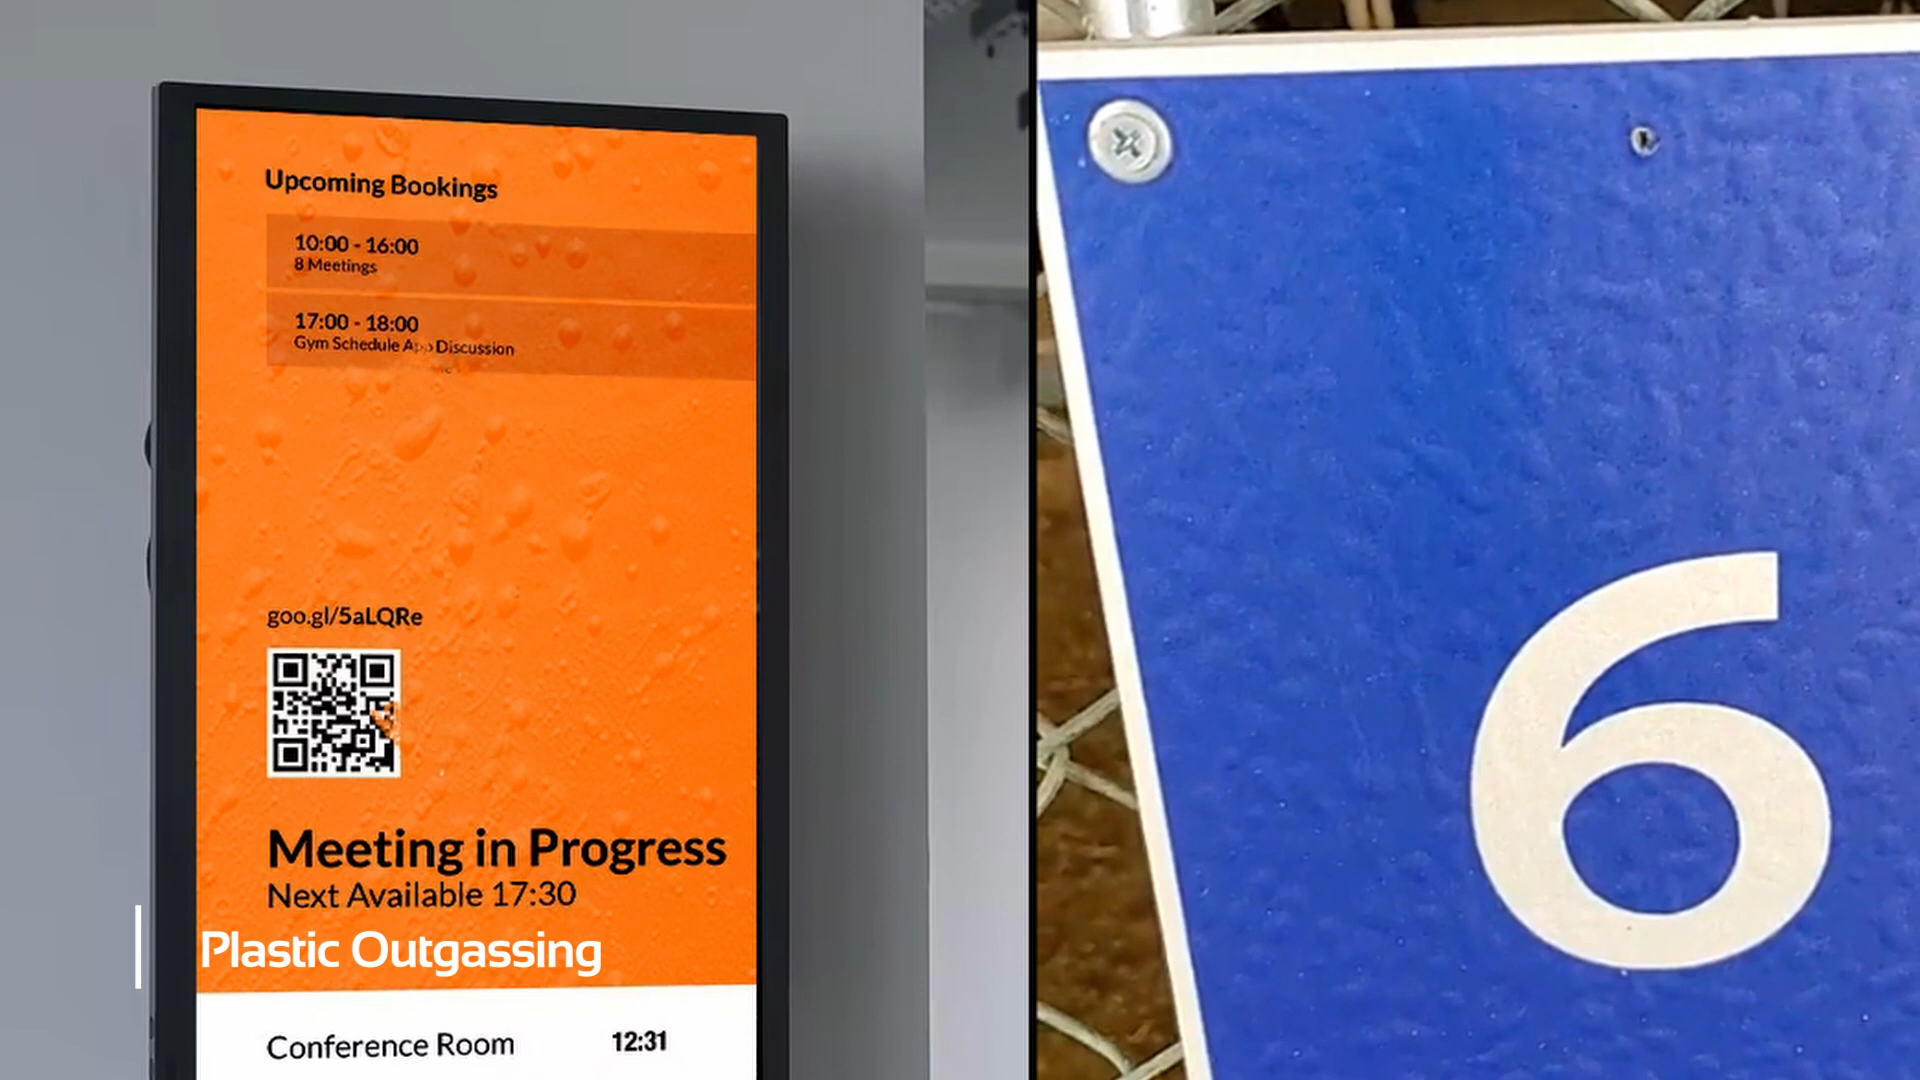 Upcoming Bookings
10:00 - 16:00
8 Meetings
17:00 - 18:00
Gym Schedule App Discussion
goo.gl/5aLQRe
Meeting in Progress
Next Available 17:30
Plastic Outgassing
Conference Room 12:31
6